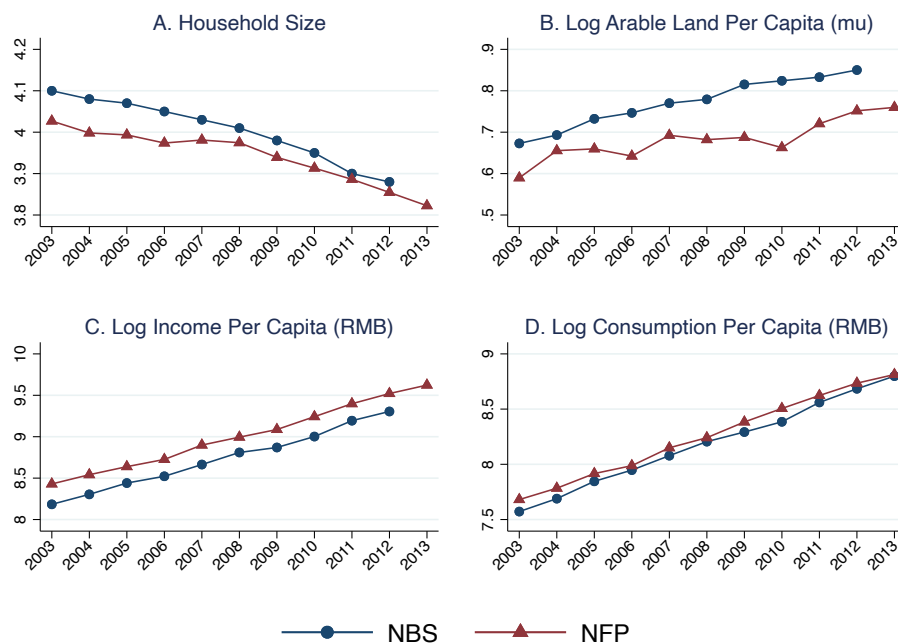 A. Household Size
4.2
4.1
4
3.9
3.8
2003 2004 2005 2006 2007 2008 2009 2010 2011 2012 2013
B. Log Arable Land Per Capita (mu)
.9
.8
.7
.6
.5
2003 2004 2005 2006 2007 2008 2009 2010 2011 2012 2013
C. Log Income Per Capita (RMB)
10
9.5
9
8.5
8
2003 2004 2005 2006 2007 2008 2009 2010 2011 2012 2013
D. Log Consumption Per Capita (RMB)
9
8.5
8
7.5
2003 2004 2005 2006 2007 2008 2009 2010 2011 2012 2013
NBS NFP